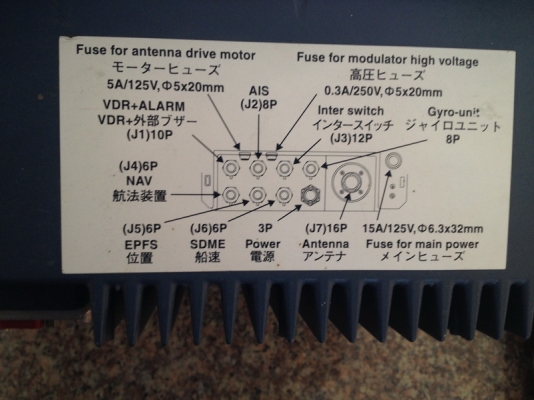 Fuse for antenna drive motor
モーターヒューズ
5A/125V, Φ5x20mm
Fuse for modulator high voltage
高圧ヒューズ
0.3A/250V, Φ5x20mm
AIS
(J2)8P
VDR+ALARM
VDR+外部ブザー
(J1)10P
Inter switch
インタースイッチ
(J3)12P
Gyro-unit
ジャイロユニット
8P
(J4)6P
NAV
航法装置
(J5)6P
EPFS
位置
(J6)6P
SDME
船速
3P
Power
電源
(J7)16P
Antenna
アンテナ
15A/125V, Φ6.3x32mm
Fuse for main power
メインヒューズ